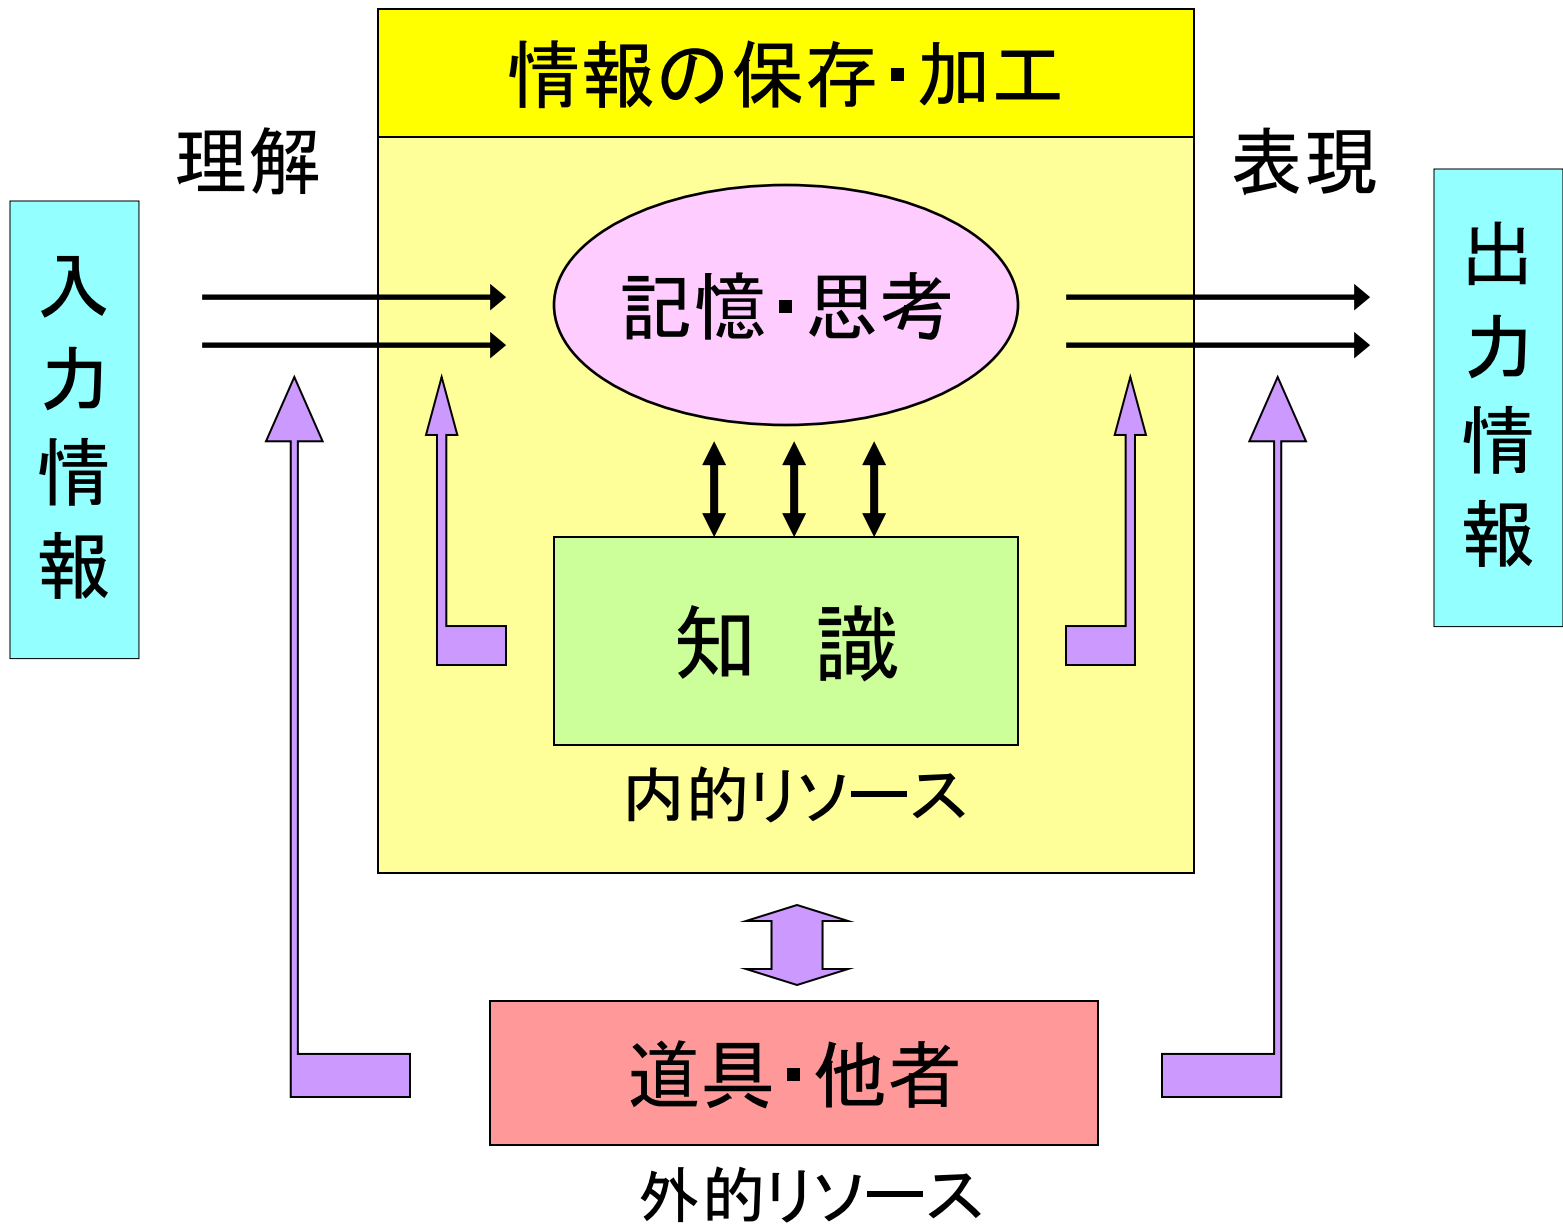 情報の保存・加工
理解
表現
入力情報
出力情報
記憶・思考
知　識
内的リソース
道具・他者
外的リソース